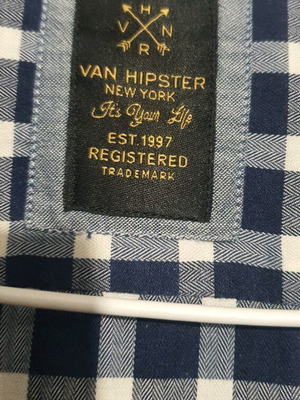 H
V N
R
VAN HIPSTER
NEW YORK
It's Your Life
EST.1997
REGISTERED
TRADEMARK